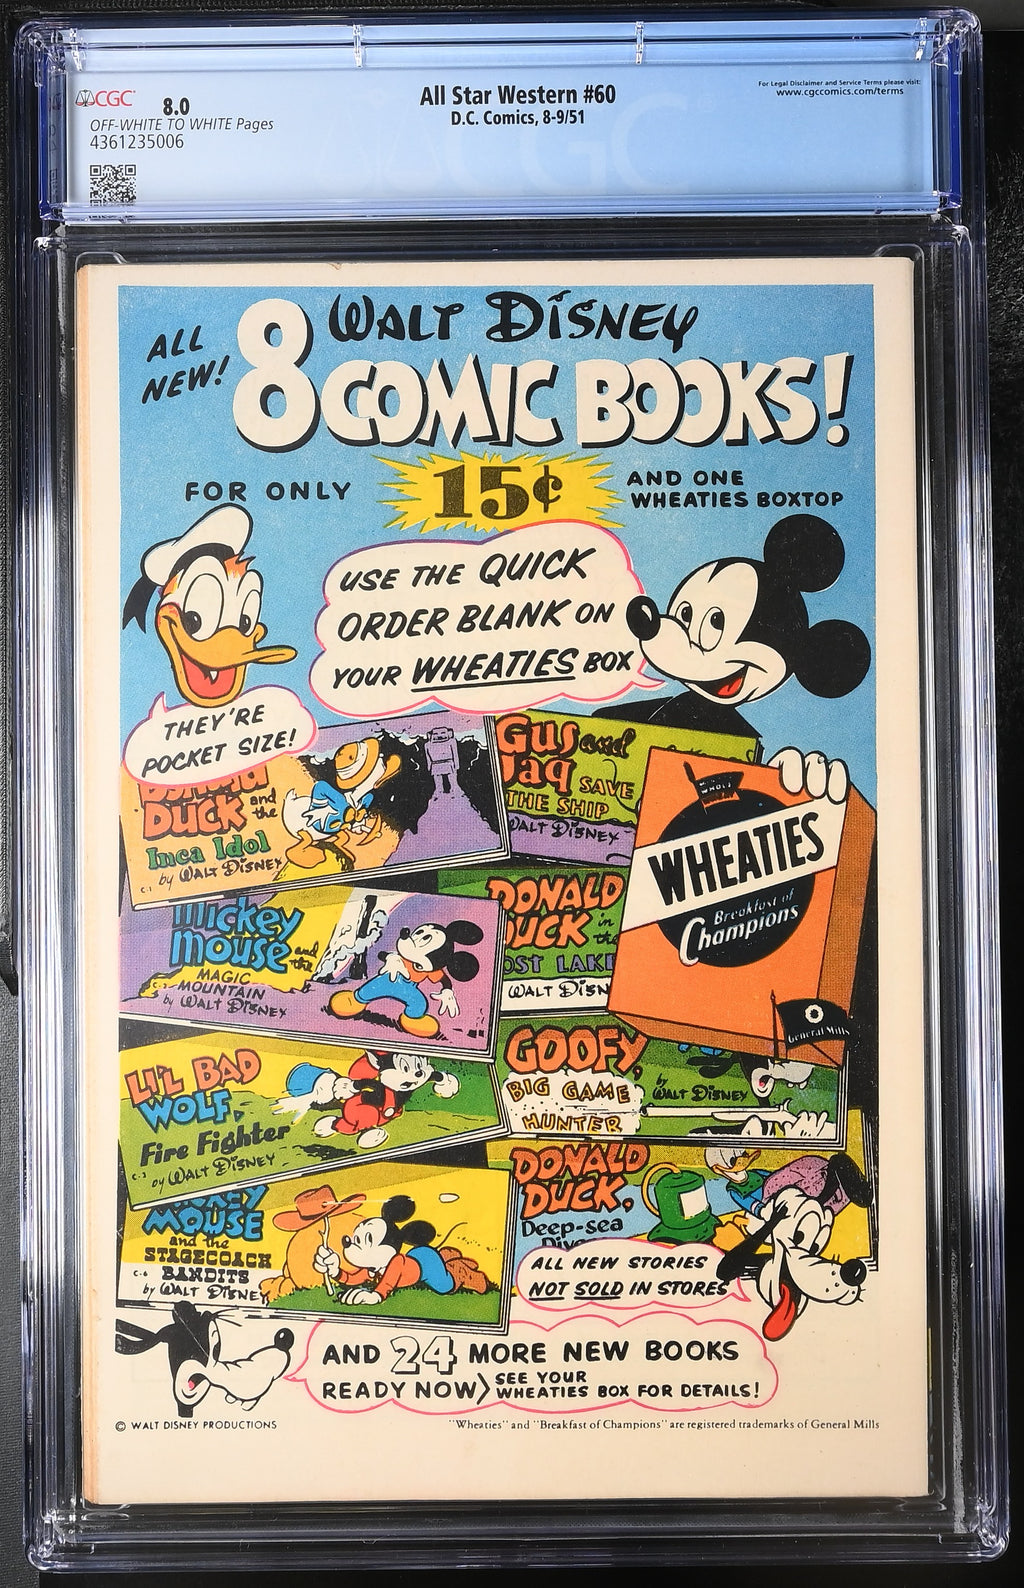 CGC
8.0
OFF-WHITE TO WHITE Pages
4361235006
All Star Western #60
D.C. Comics, 8-9/51
For Legal Disclaimer and Service Terms please visit:
www.cgccomics.com/terms
ALL
NEW!
WALT DISNEY
8 COMIC BOOKS!
FOR ONLY
15¢
AND ONE
WHEATIES BOXTOP
USE THE QUICK
ORDER BLANK ON
YOUR WHEATIES BOX
THEY'RE
POCKET SIZE!
DUCK and
the
Inca Idol
C-1 by WALT DISNEY
Gus and
Jaq SAVE
THE SHIP
WALT DISNEY
WHEATIES
Breakfast of
Champions
General Mills
Mickey
Mouse and
the
MAGIC
MOUNTAIN
by WALT DISNEY
DONALD
DUCK in
the
OST LAKE
WALT DISN
LI'L BAD
WOLF,
Fire Fighter
by WALT DISNEY
GOOFY,
BIG GAME
HUNTER
by
WALT DISNEY
MICKEY
MOUSE
and the
STAGECOACH
BANDITS
C-6 by WALT DISNEY
DONALD
DUCK,
Deep-sea
ALL NEW STORIES
NOT SOLD IN STORES
AND 24 MORE NEW BOOKS
READY NOW> SEE YOUR
WHEATIES BOX FOR DETAILS!
© WALT DISNEY PRODUCTIONS
"Wheaties" and "Breakfast of Champions" are registered trademarks of General Mills